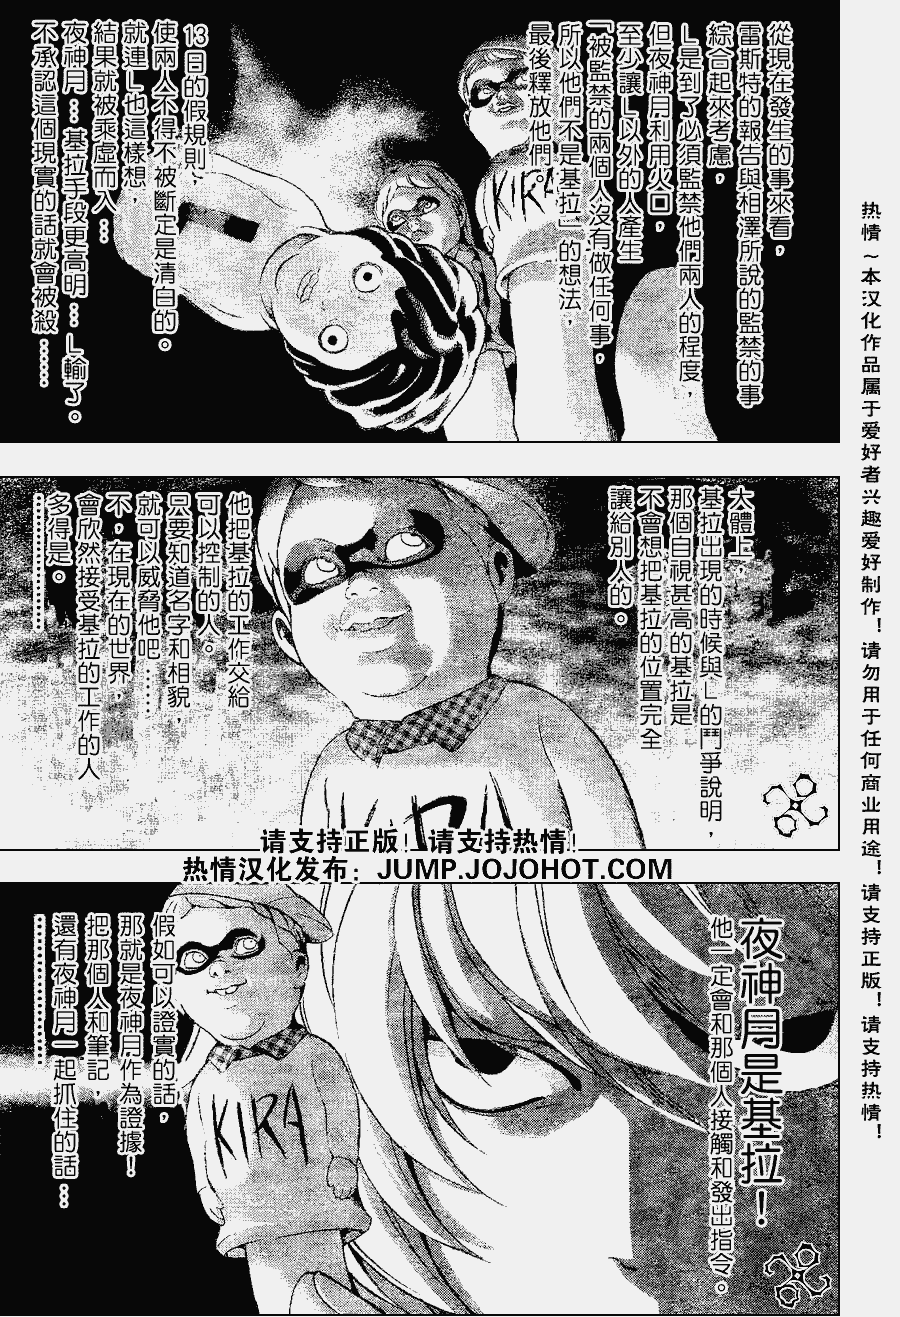 從現在發生的事來看，
雷斯特的報告與相澤所說的監禁的事
綜合起來考慮，
L是到了必須監禁他們兩人的程度，
但夜神月利用火口，
至少讓L以外的人產生
「被監禁的兩個人沒有做任何事，
所以他們不是基拉」的想法，
最後釋放他們。
13日的假規則，
使兩人不得不被斷定是清白的。
就連L也這樣想，
結果就被乘虛而入…
夜神月…基拉手段更高明…L輸了。
不承認這個現實的話就會被殺……
KIRA
大體上，
基拉出現的時候與L的鬥爭說明，
那個自視甚高的基拉是
不會想把基拉的位置完全
讓給別人的。
他把基拉的工作交給
可以控制的人。
只要知道名字和相貌，
就可以威脅他吧……
不，在現在的世界，
會欣然接受基拉的工作的人
多得是。
………………
KIRA
请支持正版！请支持热情！
热情汉化发布：JUMP.JOJOHOT.COM
夜神月是基拉！
他一定會和那個人接觸和發出指令。
假如可以證實的話，
那就是夜神月作為證據！
把那個人和筆記，
還有夜神月一起抓住的話…
………………
KIRA
热情～本汉化作品属于爱好者兴趣爱好制作！请勿用于任何商业用途！请支持正版！请支持热情！